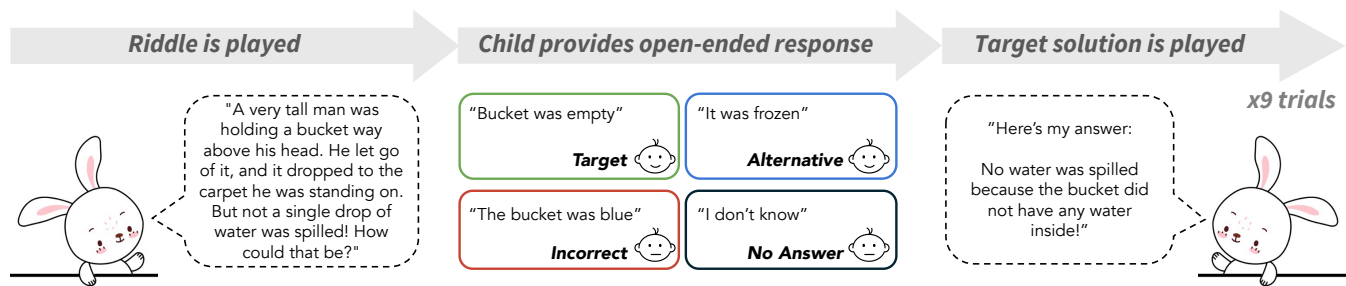 Riddle is played
Child provides open-ended response
Target solution is played
x9 trials
"A very tall man was
holding a bucket way
above his head. He let go
of it, and it dropped to the
carpet he was standing on.
But not a single drop of
water was spilled! How
could that be?"
“Bucket was empty”
Target
“It was frozen”
Alternative
“The bucket was blue”
Incorrect
“I don’t know”
No Answer
“Here’s my answer:
No water was spilled
because the bucket did
not have any water
inside!”